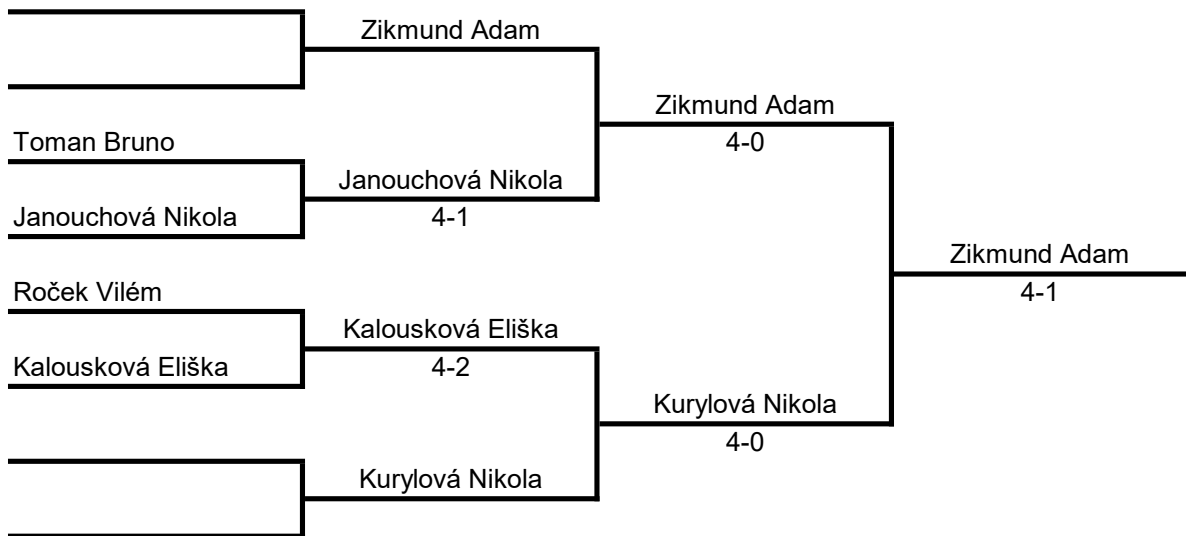 Zikmund Adam
Zikmund Adam
4-0
Toman Bruno
Janouchová Nikola
4-1
Janouchová Nikola
Zikmund Adam
4-1
Roček Vilém
Kalousková Eliška
4-2
Kalousková Eliška
Kurylová Nikola
4-0
Kurylová Nikola